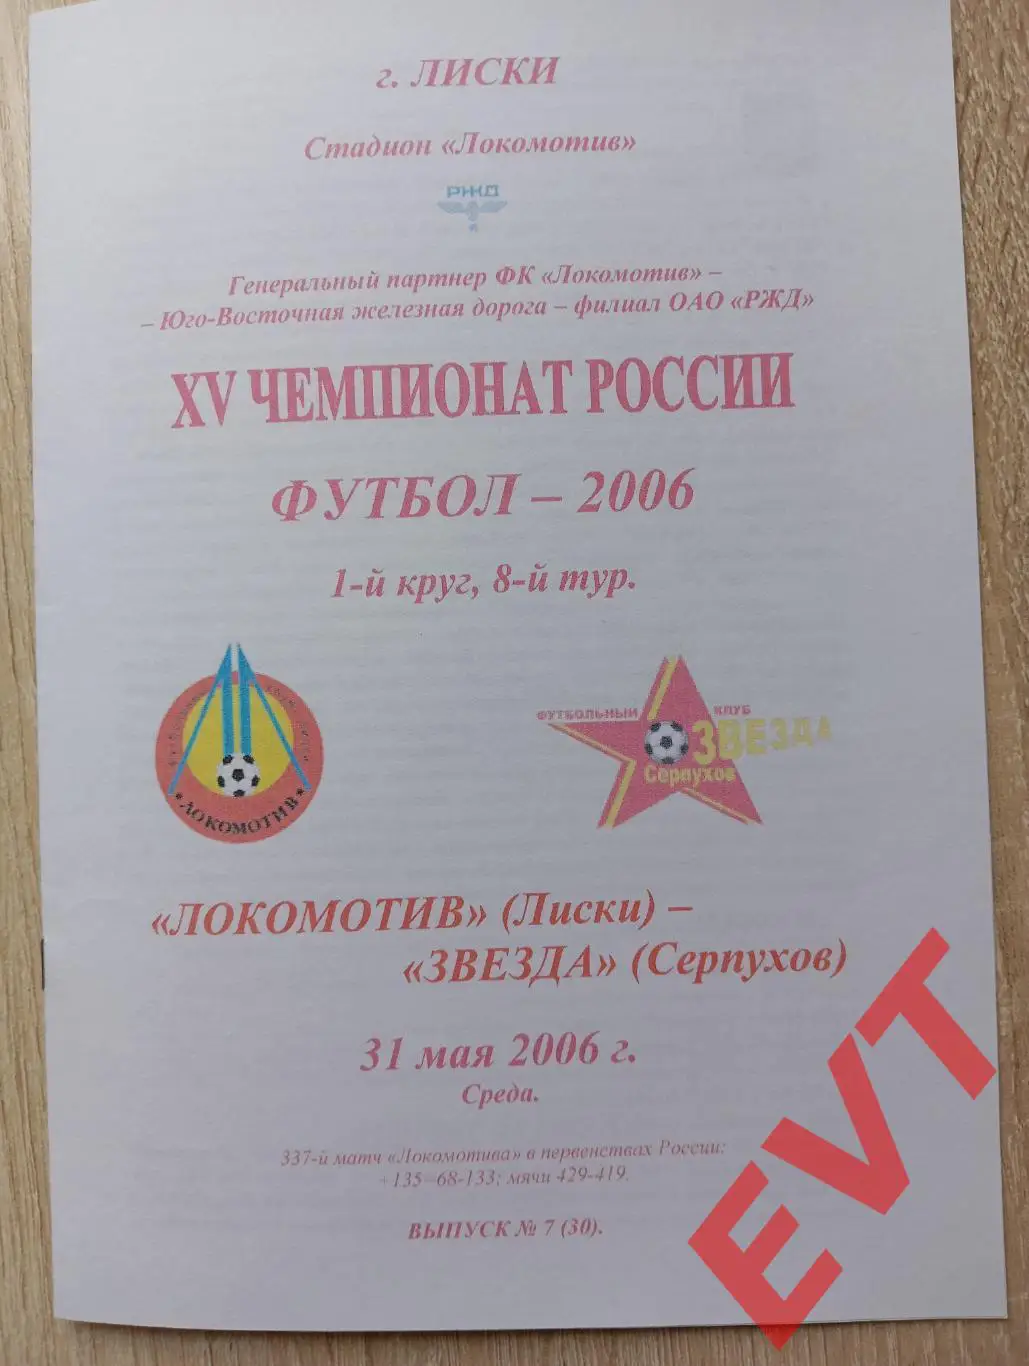 г. ЛИСКИ
Стадион «Локомотив»
РЖД
Генеральный партнер ФК «Локомотив» –
– Юго-Восточная железная дорога – филиал ОАО «РЖД»
XV ЧЕМПИОНАТ РОССИИ
ФУТБОЛ – 2006
1-й круг, 8-й тур.
ЛОКОМОТИВ
ФУТБОЛЬНЫЙ КЛУБ
ЗВЕЗДА
Серпухов
«ЛОКОМОТИВ» (Лиски) –
«ЗВЕЗДА» (Серпухов)
31 мая 2006 г.
Среда.
337-й матч «Локомотива» в первенствах России:
+135=68-133; мячи 429-419.
ВЫПУСК № 7 (30).
EVT